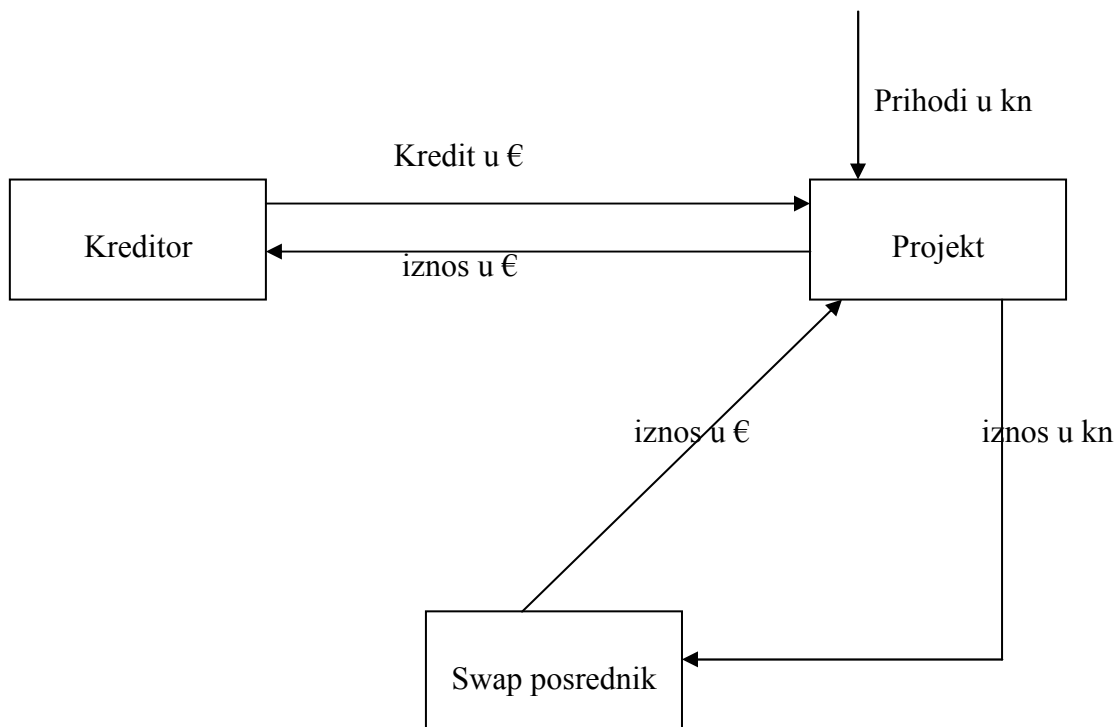 Prihodi u kn
Kredit u €
Kreditor
Projekt
iznos u €
iznos u €
iznos u kn
Swap posrednik